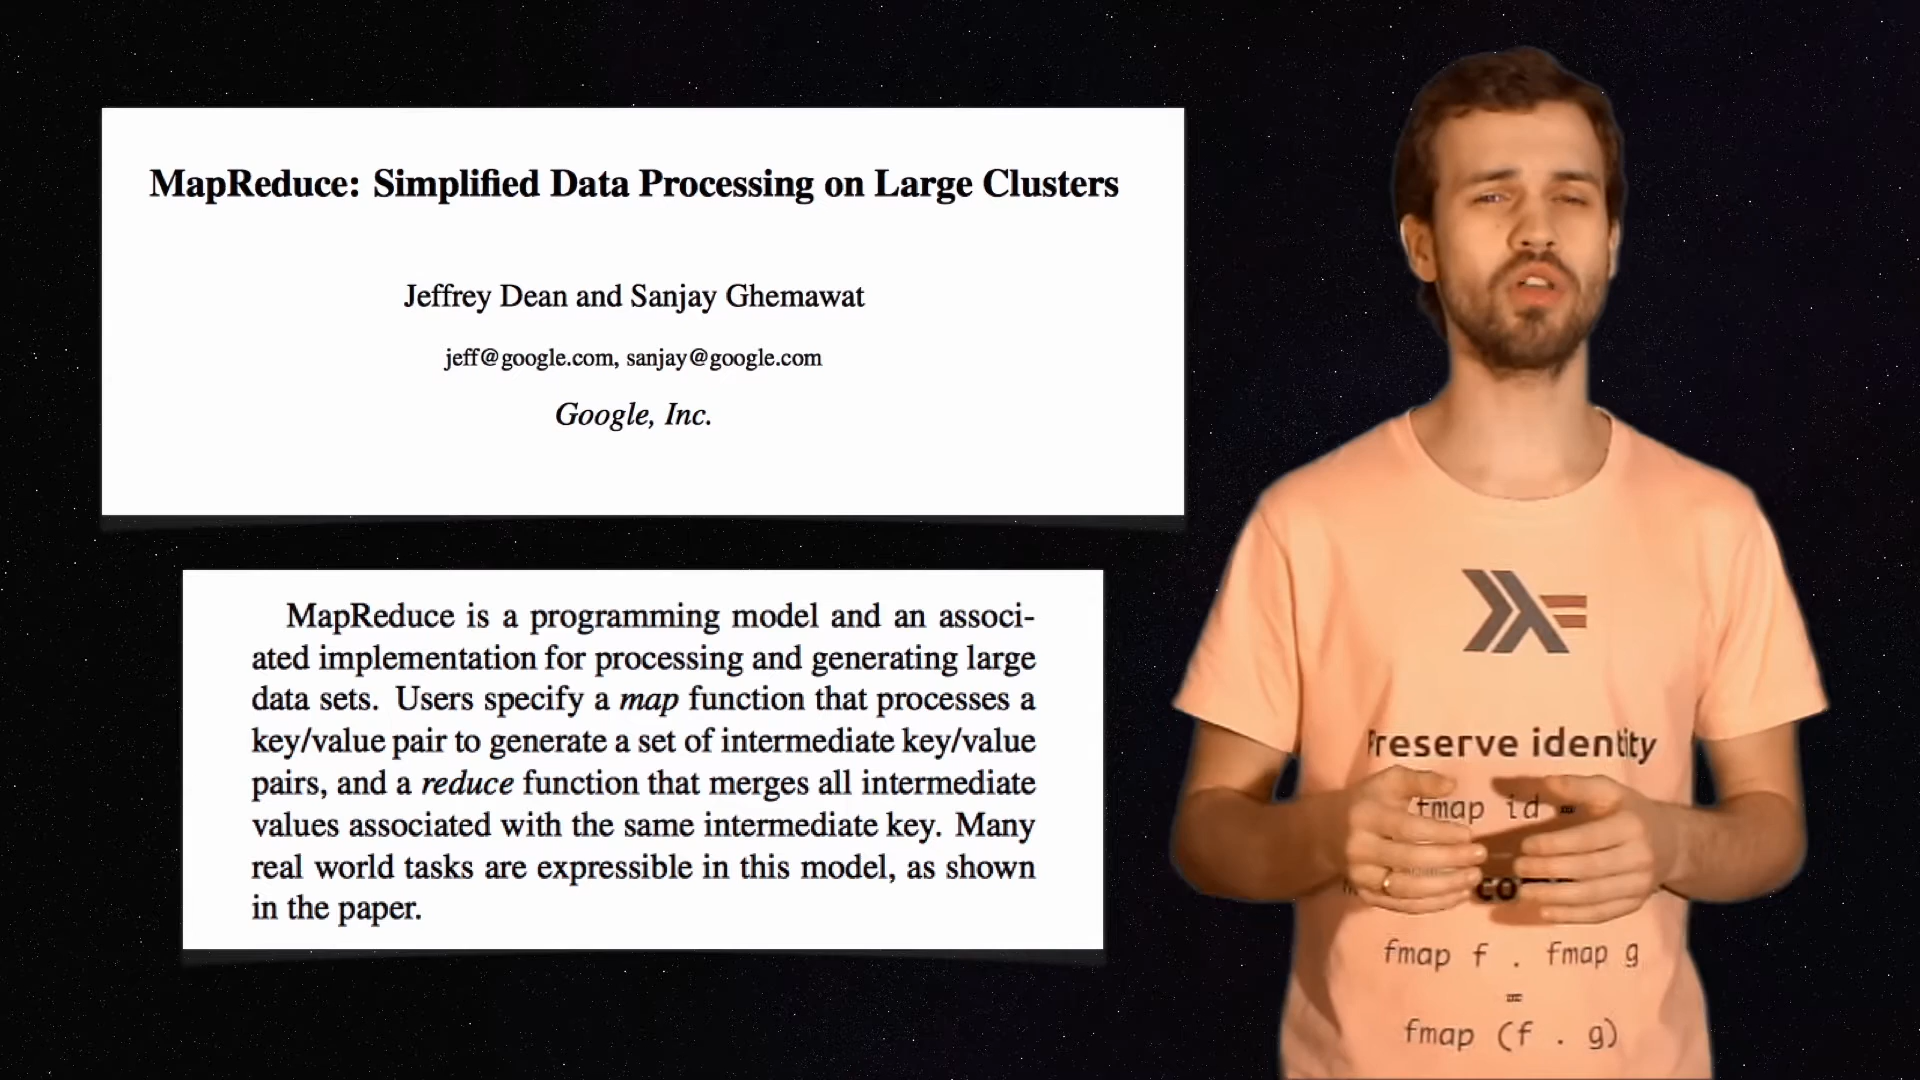 MapReduce: Simplified Data Processing on Large Clusters
Jeffrey Dean and Sanjay Ghemawat
jeff@google.com, sanjay@google.com
Google, Inc.
MapReduce is a programming model and an associ-
ated implementation for processing and generating large
data sets. Users specify a map function that processes a
key/value pair to generate a set of intermediate key/value
pairs, and a reduce function that merges all intermediate
values associated with the same intermediate key. Many
real world tasks are expressible in this model, as shown
in the paper.
Preserve identity
fmap id =
fmap f . fmap g
=
fmap (f . g)